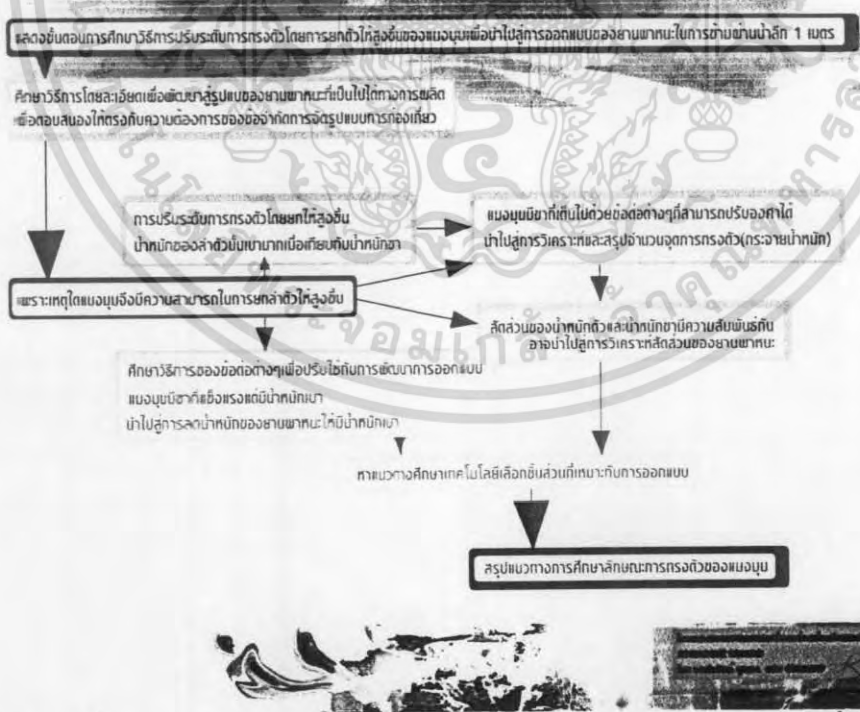 แสดงขั้นตอนการศึกษาวิธีการปรับระดับการทรงตัวโดยการยกตัวให้สูงขึ้นของแมงมุมเพื่อนำไปสู่การออกแบบของยานพาหนะในการข้ามผ่านน้ำลึก 1 เมตร
ศึกษาวิธีการโดยละเอียดเพื่อพัฒนาสู่รูปแบบของยานพาหนะที่เป็นไปได้ทางการผลิต
เพื่อตอบสนองให้ตรงกับความต้องการของข้อจำกัดการจัดรูปแบบการท่องเที่ยว
การปรับระดับการทรงตัวโดยยกให้สูงขึ้น
น้ำหนักของลำตัวนั้นเบามากเมื่อเทียบกับน้ำหนักขา
แมงมุมมีขาที่เต็มไปด้วยข้อต่อต่างๆที่สามารถปรับองศาได้
นำไปสู่การวิเคราะห์และสรุปจำนวนจุดการทรงตัว(กระจายน้ำหนัก)
เพราะเหตุใดแมงมุมจึงมีความสามารถในการยกลำตัวให้สูงขึ้น
สัดส่วนของน้ำหนักตัวและน้ำหนักขามีความสัมพันธ์กัน
อาจนำไปสู่การวิเคราะห์สัดส่วนของยานพาหนะ
ศึกษาวิธีการของข้อต่อต่างๆเพื่อปรับใช้กับการพัฒนาการออกแบบ
แมงมุมมีขาที่แข็งแรงแต่มีน้ำหนักเบา
นำไปสู่การลดน้ำหนักของยานพาหนะให้มีน้ำหนักเบา
หาแนวทางศึกษาเทคโนโลยีเลือกชิ้นส่วนที่เหมาะกับการออกแบบ
สรุปแนวทางการศึกษาลักษณะการทรงตัวของแมงมุม